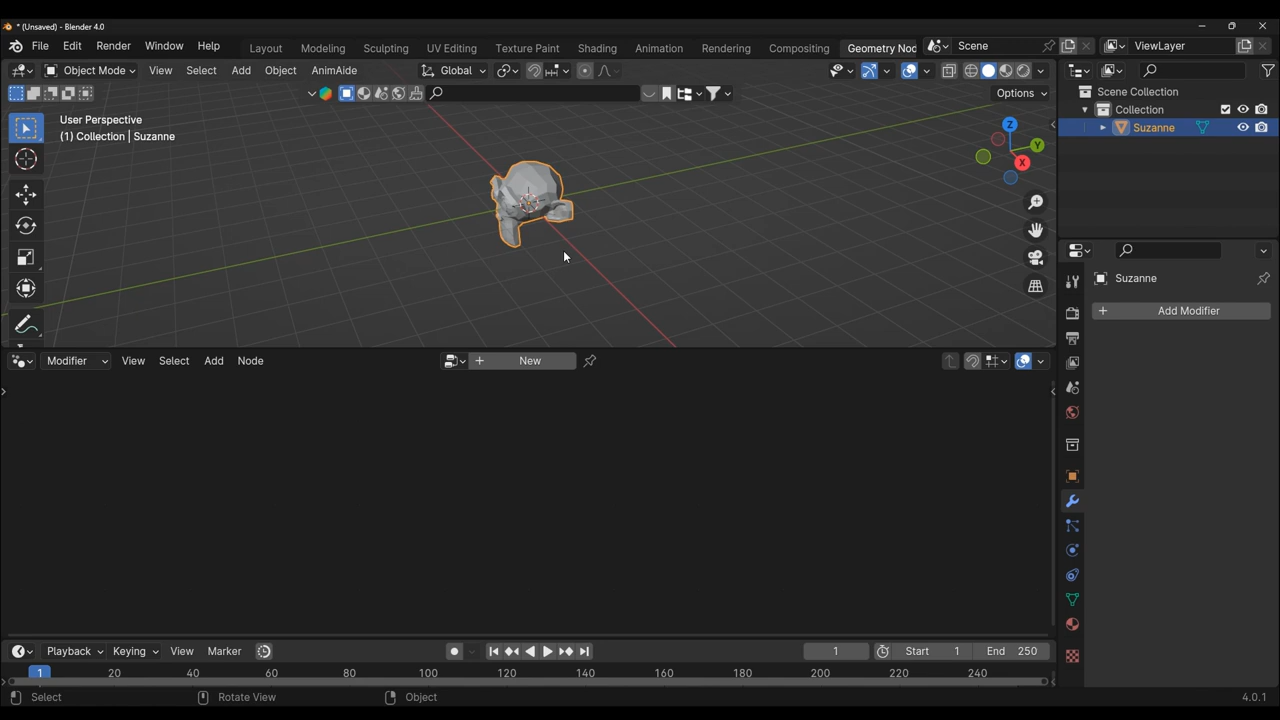 * (Unsaved) - Blender 4.0
File Edit Render Window Help Layout Modeling Sculpting UV Editing Texture Paint Shading Animation Rendering Compositing Geometry Noc Scene ViewLayer
Object Mode View Select Add Object AnimAide Global
Options
User Perspective
(1) Collection | Suzanne
Z
Y
X
Scene Collection
Collection
Suzanne
Suzanne
Add Modifier
Modifier View Select Add Node New
Playback Keying View Marker 1 Start 1 End 250
1 20 40 60 80 100 120 140 160 180 200 220 240
Select Rotate View Object 4.0.1